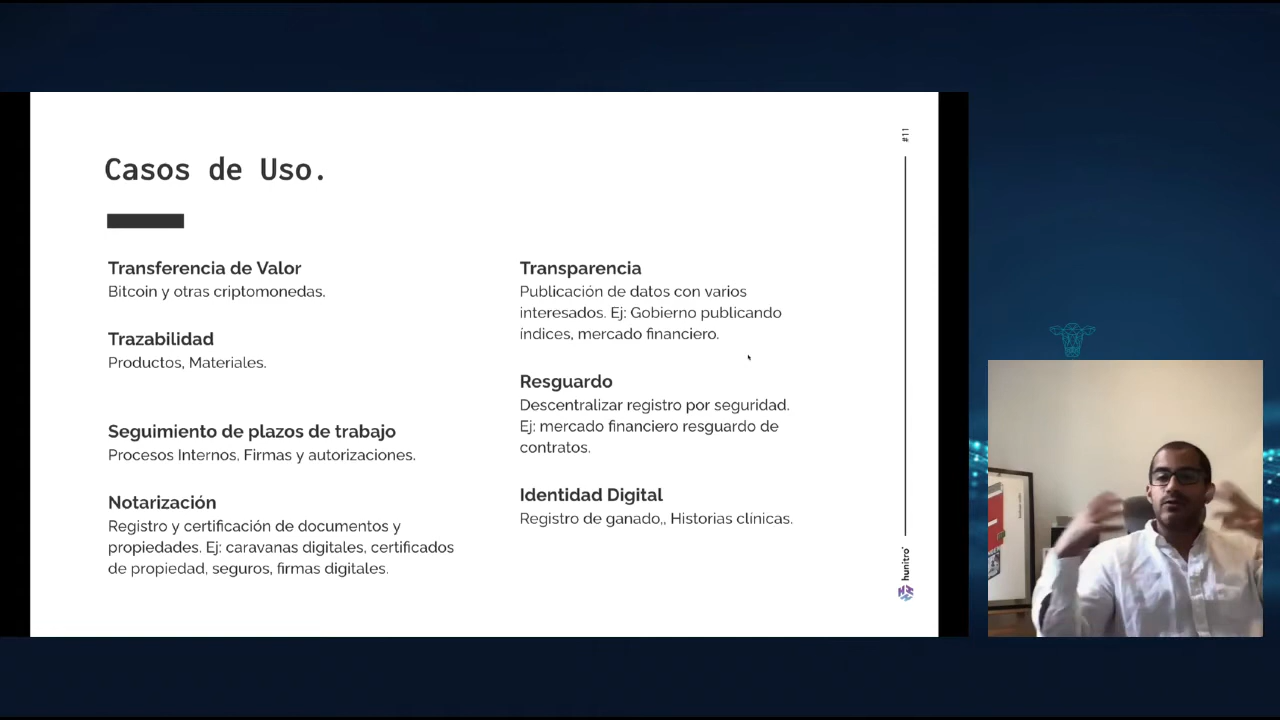 Casos de Uso.
Transferencia de Valor
Bitcoin y otras criptomonedas.
Trazabilidad
Productos, Materiales.
Seguimiento de plazos de trabajo
Procesos Internos. Firmas y autorizaciones.
Notarización
Registro y certificación de documentos y
propiedades. Ej: caravanas digitales, certificados
de propiedad, seguros, firmas digitales.
Transparencia
Publicación de datos con varios
interesados. Ej: Gobierno publicando
índices, mercado financiero.
Resguardo
Descentralizar registro por seguridad.
Ej: mercado financiero resguardo de
contratos.
Identidad Digital
Registro de ganado,, Historias clínicas.
#11
hunitro